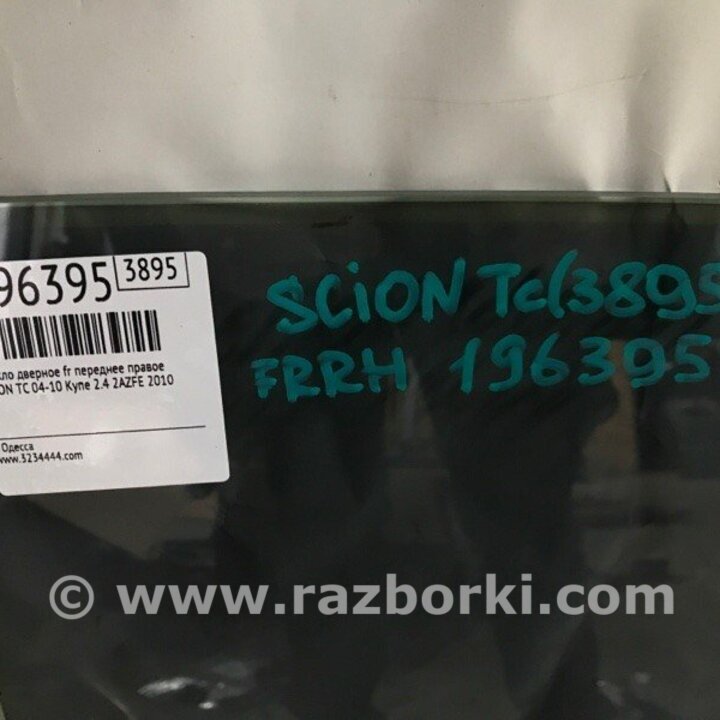 96395 3895
ло дверное fr переднее правое
ON TC 04-10 Купе 2.4 2AZFE 2010
Одесса
www.3234444.com
SCiON Tc(3895
FRRH 196395
© www.razborki.com